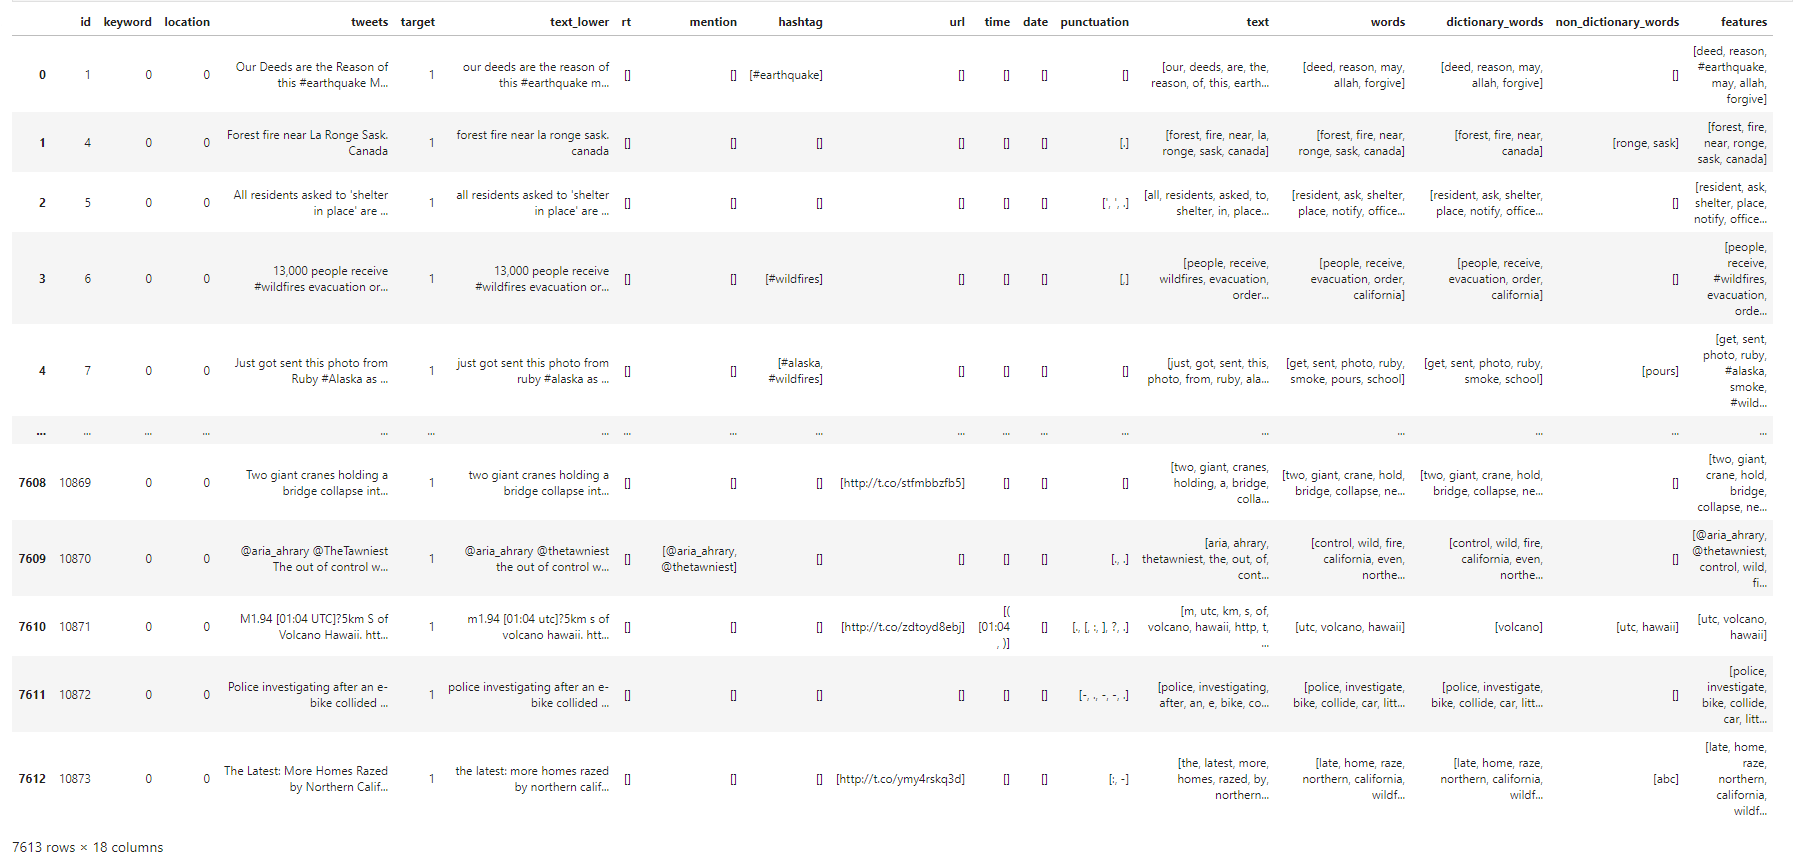 id keyword location tweets target text_lower rt mention hashtag url time date punctuation text words dictionary_words non_dictionary_words features
0 1 0 0 Our Deeds are the Reason of this #earthquake M... 1 our deeds are the reason of this #earthquake m... [] [] [#earthquake] [] [] [] [] [our, deeds, are, the, reason, of, this, earth... [deed, reason, may, allah, forgive] [deed, reason, may, allah, forgive] [] [deed, reason, #earthquake, may, allah, forgive]
1 4 0 0 Forest fire near La Ronge Sask. Canada 1 forest fire near la ronge sask. canada [] [] [] [] [] [] [.] [forest, fire, near, la, ronge, sask, canada] [forest, fire, near, ronge, sask, canada] [forest, fire, near, canada] [ronge, sask] [forest, fire, near, ronge, sask, canada]
2 5 0 0 All residents asked to 'shelter in place' are ... 1 all residents asked to 'shelter in place' are ... [] [] [] [] [] [] [', ', .] [all, residents, asked, to, shelter, in, place... [resident, ask, shelter, place, notify, office... [resident, ask, shelter, place, notify, office... [] [resident, ask, shelter, place, notify, office...
3 6 0 0 13,000 people receive #wildfires evacuation or... 1 13,000 people receive #wildfires evacuation or... [] [] [#wildfires] [] [] [] [,] [people, receive, wildfires, evacuation, order... [people, receive, evacuation, order, california] [people, receive, evacuation, order, california] [] [people, receive, #wildfires, evacuation, orde...
4 7 0 0 Just got sent this photo from Ruby #Alaska as ... 1 just got sent this photo from ruby #alaska as ... [] [] [#alaska, #wildfires] [] [] [] [] [just, got, sent, this, photo, from, ruby, ala... [get, sent, photo, ruby, smoke, pours, school] [get, sent, photo, ruby, smoke, school] [pours] [get, sent, photo, ruby, #alaska, smoke, #wild...
... ... ... ... ... ... ... ... ... ... ... ... ... ... ... ... ... ... ...
7608 10869 0 0 Two giant cranes holding a bridge collapse int... 1 two giant cranes holding a bridge collapse int... [] [] [] [http://t.co/stfmbbzfb5] [] [] [] [two, giant, cranes, holding, a, bridge, colla... [two, giant, crane, hold, bridge, collapse, ne... [two, giant, crane, hold, bridge, collapse, ne... [] [two, giant, crane, hold, bridge, collapse, ne...
7609 10870 0 0 @aria_ahrary @TheTawniest The out of control w... 1 @aria_ahrary @thetawniest the out of control w... [] [@aria_ahrary, @thetawniest] [] [] [] [] [., .] [aria, ahrary, thetawniest, the, out, of, cont... [control, wild, fire, california, even, northe... [control, wild, fire, california, even, northe... [] [@aria_ahrary, @thetawniest, control, wild, fi...
7610 10871 0 0 M1.94 [01:04 UTC]?5km S of Volcano Hawaii. htt... 1 m1.94 [01:04 utc]?5km s of volcano hawaii. htt... [] [] [] [http://t.co/zdtoyd8ebj] [(01:04, )] [] [., [, :, ], ?, .] [m, utc, km, s, of, volcano, hawaii, http, t, ... [utc, volcano, hawaii] [volcano] [utc, hawaii] [utc, volcano, hawaii]
7611 10872 0 0 Police investigating after an e-bike collided ... 1 police investigating after an e-bike collided ... [] [] [] [] [] [] [-, ., -, -, .] [police, investigating, after, an, e, bike, co... [police, investigate, bike, collide, car, litt... [police, investigate, bike, collide, car, litt... [] [police, investigate, bike, collide, car, litt...
7612 10873 0 0 The Latest: More Homes Razed by Northern Calif... 1 the latest: more homes razed by northern calif... [] [] [] [http://t.co/ymy4rskq3d] [] [] [:, -] [the, latest, more, homes, razed, by, northern... [late, home, raze, northern, california, wildf... [late, home, raze, northern, california, wildf... [abc] [late, home, raze, northern, california, wildf...
7613 rows × 18 columns